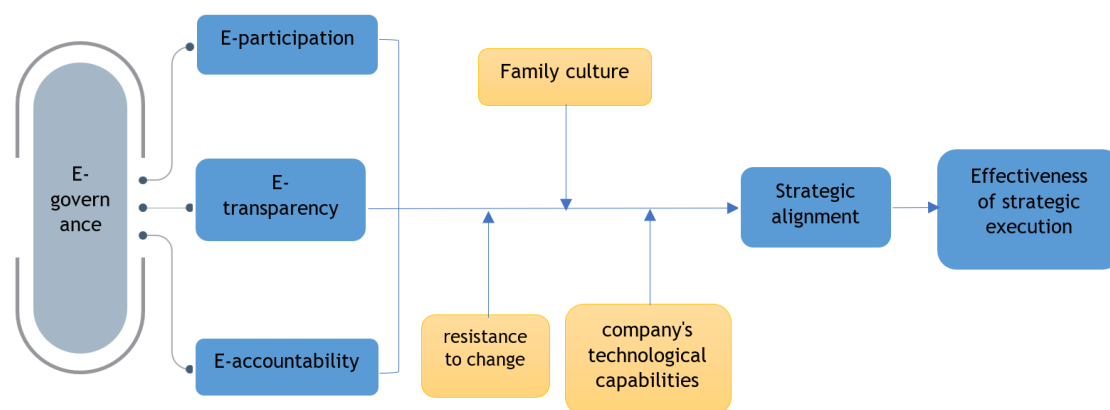 E-participation
Family culture
E-
govern
ance
E-
transparency
Strategic
alignment
Effectiveness
of strategic
execution
resistance
to change
company's
technological
capabilities
E-accountability